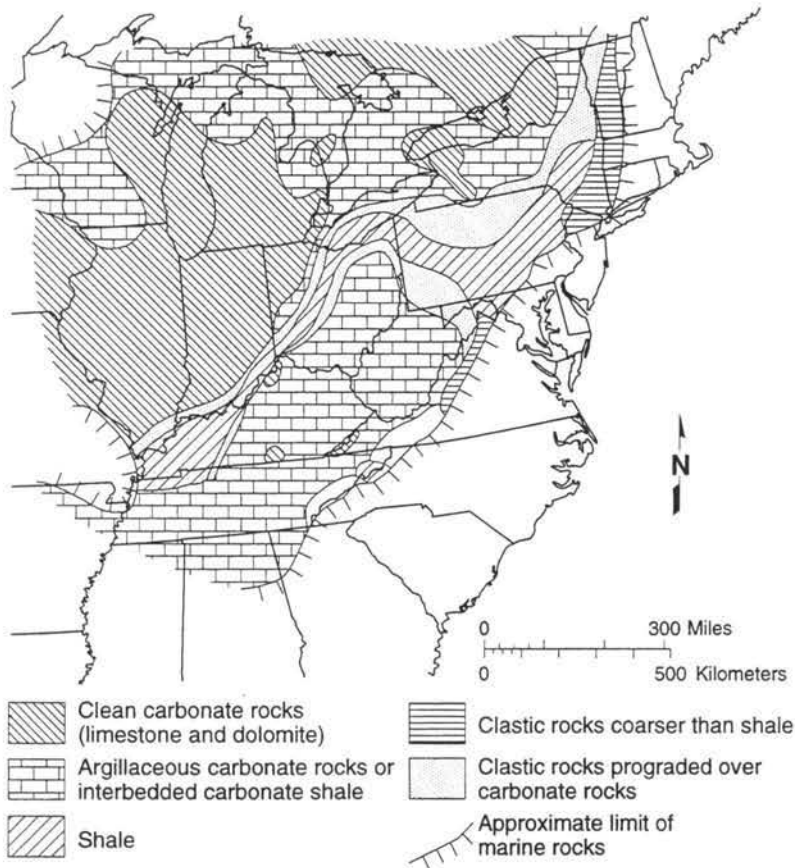 N
0 300 Miles
0 500 Kilometers
Clean carbonate rocks
(limestone and dolomite)
Argillaceous carbonate rocks or
interbedded carbonate shale
Shale
Clastic rocks coarser than shale
Clastic rocks prograded over
carbonate rocks
Approximate limit of
marine rocks